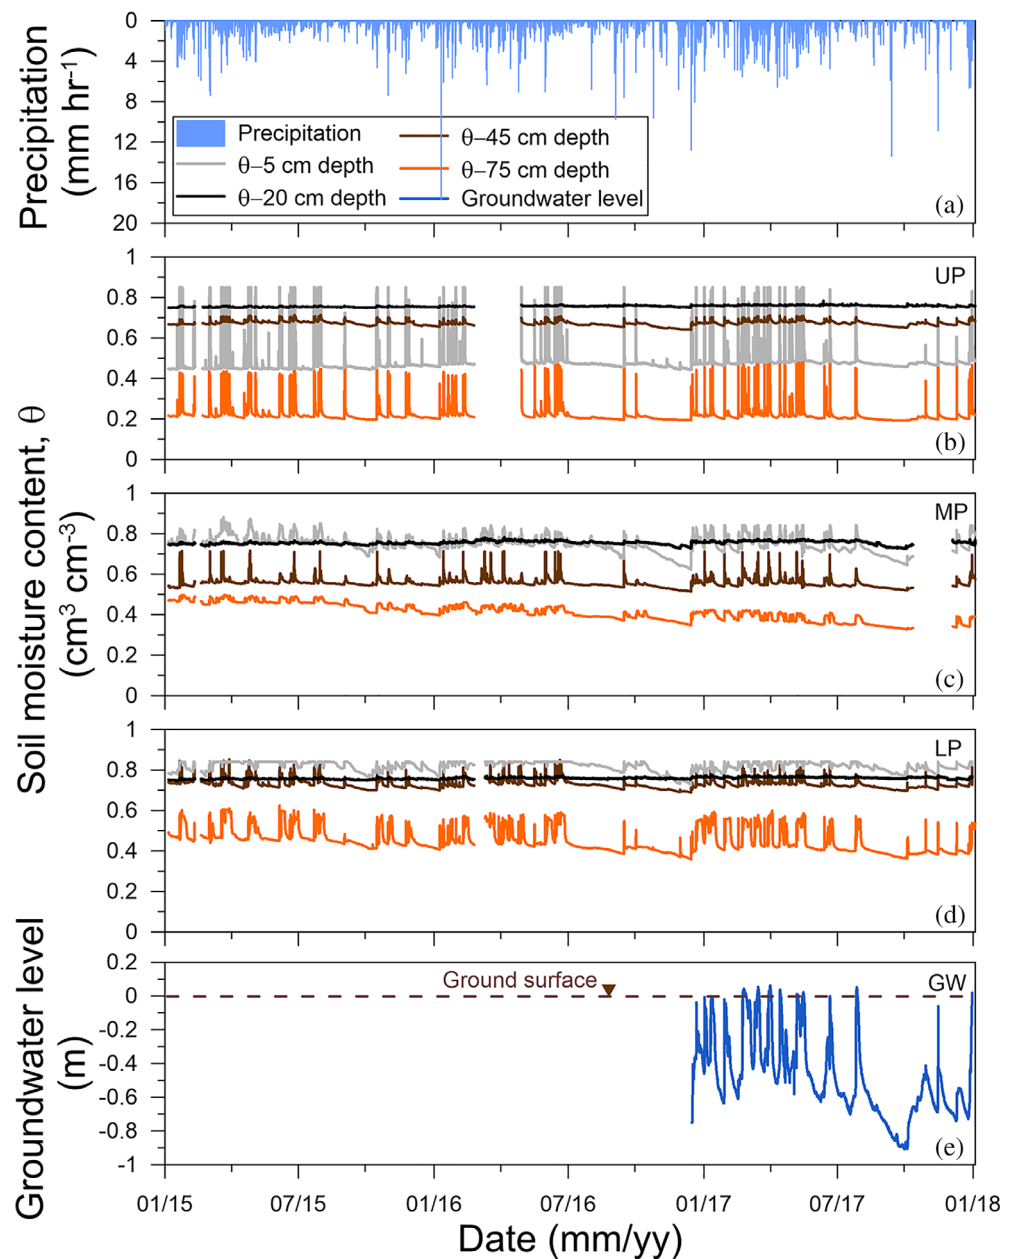 Precipitation
(mm hr⁻¹)
0
4
8
12
16
20
Precipitation
θ–5 cm depth
θ–20 cm depth
θ–45 cm depth
θ–75 cm depth
Groundwater level
(a)
Soil moisture content, θ
(cm³ cm⁻³)
1
0.8
0.6
0.4
0.2
0
UP
(b)
1
0.8
0.6
0.4
0.2
0
MP
(c)
1
0.8
0.6
0.4
0.2
0
LP
(d)
Groundwater level
(m)
0.2
0
-0.2
-0.4
-0.6
-0.8
-1
Ground surface
GW
(e)
01/15 07/15 01/16 07/16 01/17 07/17 01/18
Date (mm/yy)